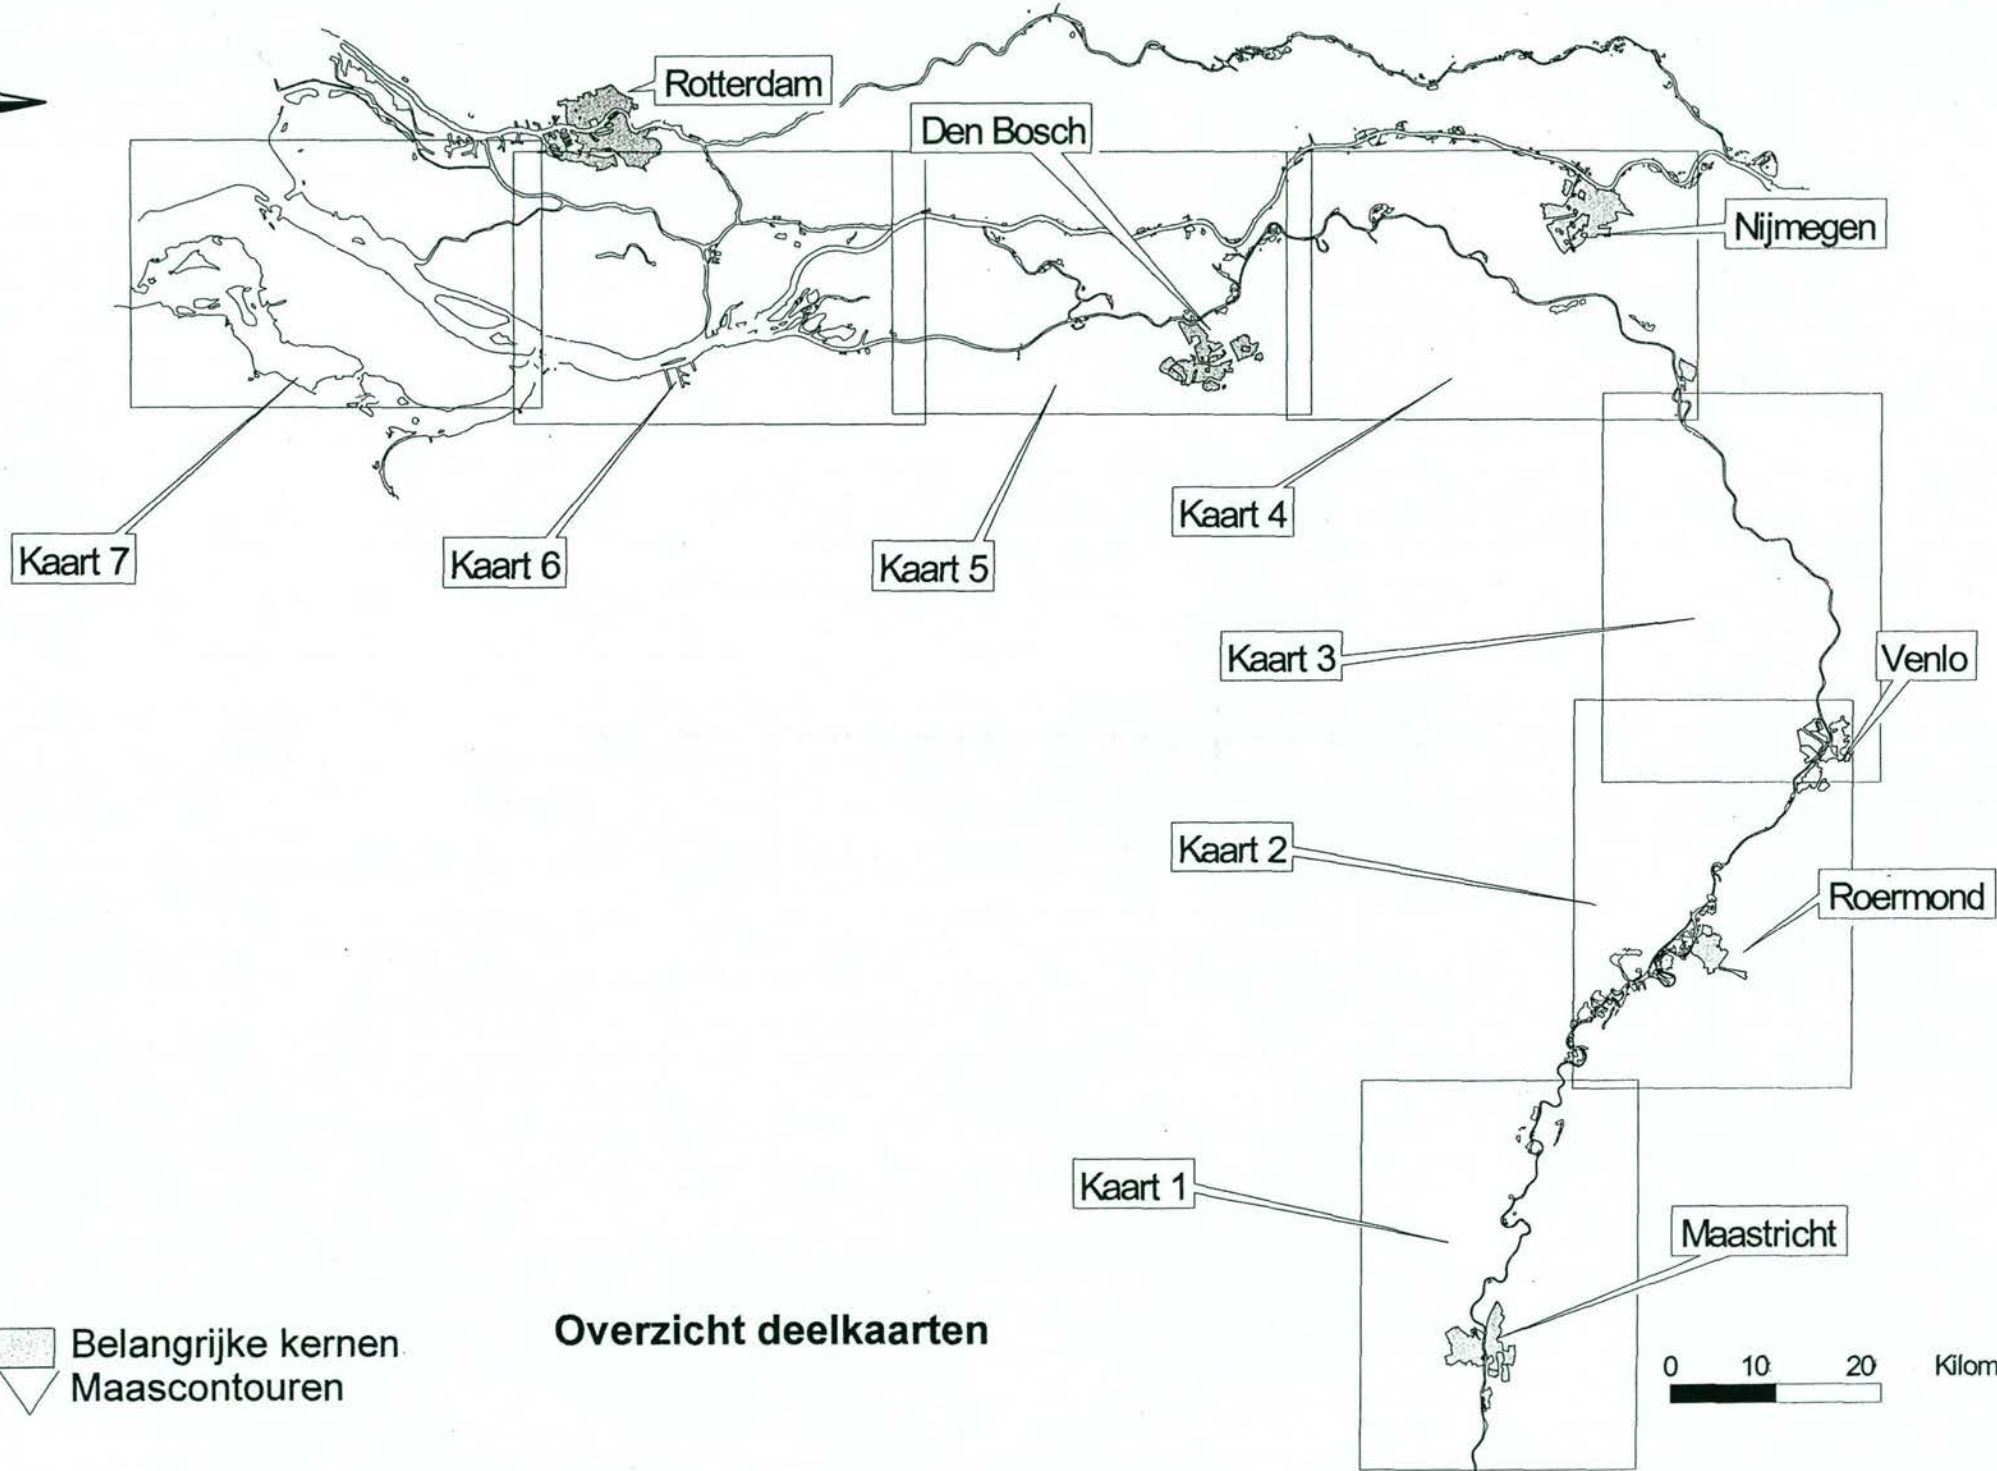 Rotterdam
Den Bosch
Nijmegen
Kaart 7
Kaart 6
Kaart 5
Kaart 4
Kaart 3
Venlo
Kaart 2
Roermond
Kaart 1
Maastricht
Belangrijke kernen
Maascontouren
Overzicht deelkaarten
0 10 20 Kilom